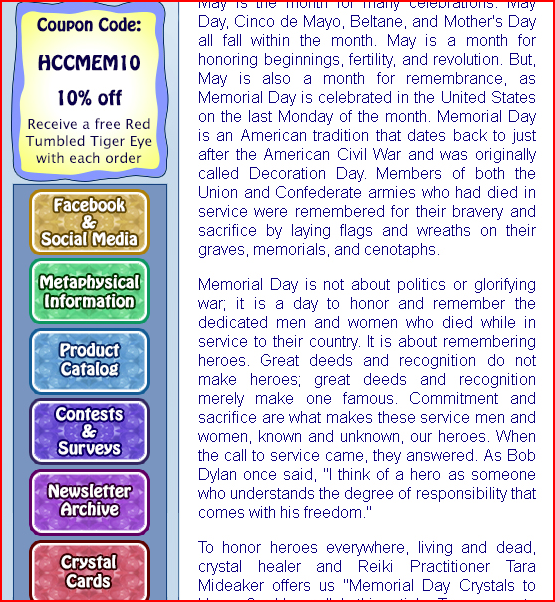 Coupon Code:
HCCMEM10
10% off
Receive a free Red
Tumbled Tiger Eye
with each order
Facebook
&
Social Media
Metaphysical
Information
Product
Catalog
Contests
&
Surveys
Newsletter
Archive
Crystal
Cards
May is the month for many celebrations. May
Day, Cinco de Mayo, Beltane, and Mother's Day
all fall within the month. May is a month for
honoring beginnings, fertility, and revolution. But,
May is also a month for remembrance, as
Memorial Day is celebrated in the United States
on the last Monday of the month. Memorial Day
is an American tradition that dates back to just
after the American Civil War and was originally
called Decoration Day. Members of both the
Union and Confederate armies who had died in
service were remembered for their bravery and
sacrifice by laying flags and wreaths on their
graves, memorials, and cenotaphs.
Memorial Day is not about politics or glorifying
war; it is a day to honor and remember the
dedicated men and women who died while in
service to their country. It is about remembering
heroes. Great deeds and recognition do not
make heroes; great deeds and recognition
merely make one famous. Commitment and
sacrifice are what makes these service men and
women, known and unknown, our heroes. When
the call to service came, they answered. As Bob
Dylan once said, "I think of a hero as someone
who understands the degree of responsibility that
comes with his freedom."
To honor heroes everywhere, living and dead,
crystal healer and Reiki Practitioner Tara
Mideaker offers us "Memorial Day Crystals to